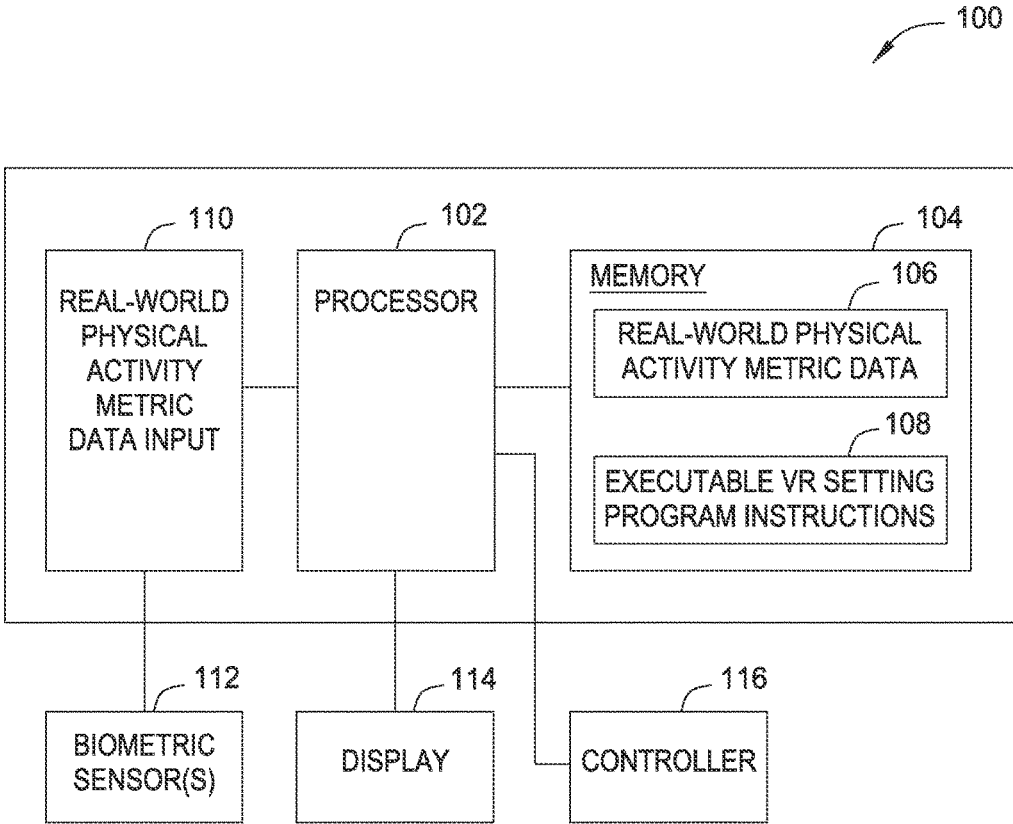 100
110
102
104
REAL-WORLD
PHYSICAL
ACTIVITY
METRIC
DATA INPUT
PROCESSOR
MEMORY
106
REAL-WORLD PHYSICAL
ACTIVITY METRIC DATA
108
EXECUTABLE VR SETTING
PROGRAM INSTRUCTIONS
112
BIOMETRIC
SENSOR(S)
114
DISPLAY
116
CONTROLLER